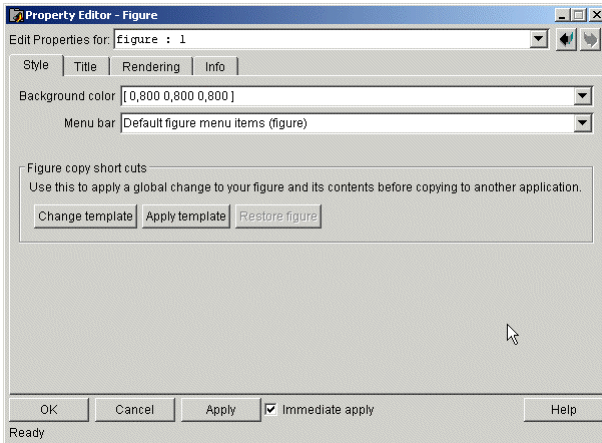 Property Editor - Figure
Edit Properties for: figure : 1
Style Title Rendering Info
Background color [ 0,800 0,800 0,800 ]
Menu bar Default figure menu items (figure)
Figure copy short cuts
Use this to apply a global change to your figure and its contents before copying to another application.
Change template Apply template Restore figure
OK Cancel Apply Immediate apply Help
Ready